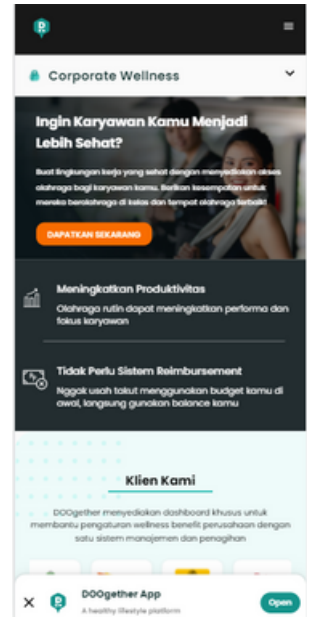 Corporate Wellness
Ingin Karyawan Kamu Menjadi
Lebih Sehat?
Buat lingkungan kerja yang sehat dengan menyediakan akses
olahraga bagi karyawan kamu. Berikan kesempatan untuk
mereka berolahraga di kelas dan tempat olahraga terbaik!
DAPATKAN SEKARANG
Meningkatkan Produktivitas
Olahraga rutin dapat meningkatkan performa dan
fokus karyawan
Tidak Perlu Sistem Reimbursement
Nggak usah takut menggunakan budget kamu di
awal, langsung gunakan balance kamu
Klien Kami
DOOgether menyediakan dashboard khusus untuk
membantu pengaturan wellness benefit perusahaan dengan
satu sistem manajemen dan penagihan
DOOgether App
A healthy lifestyle platform
Open